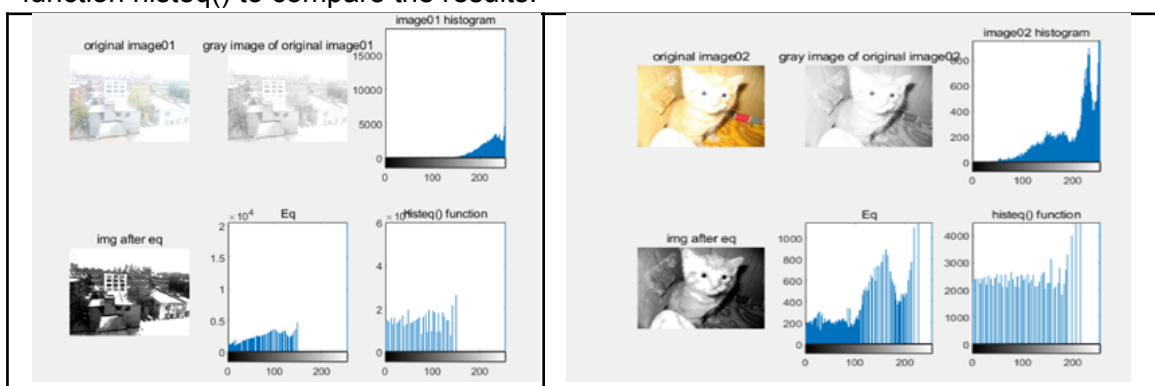 function histeq() to compare the results.
image01 histogram
original image01
gray image of original image01
15000
10000
5000
0
0 100 200
img after eq
Eq
×10^4
2
1.5
1
0.5
0
0 100 200
histeq() function
6
4
2
0
0 100 200
image02 histogram
original image02
gray image of original image02
800
600
400
200
0
0 100 200
img after eq
Eq
1000
800
600
400
200
0
0 100 200
histeq() function
4000
3000
2000
1000
0
0 100 200